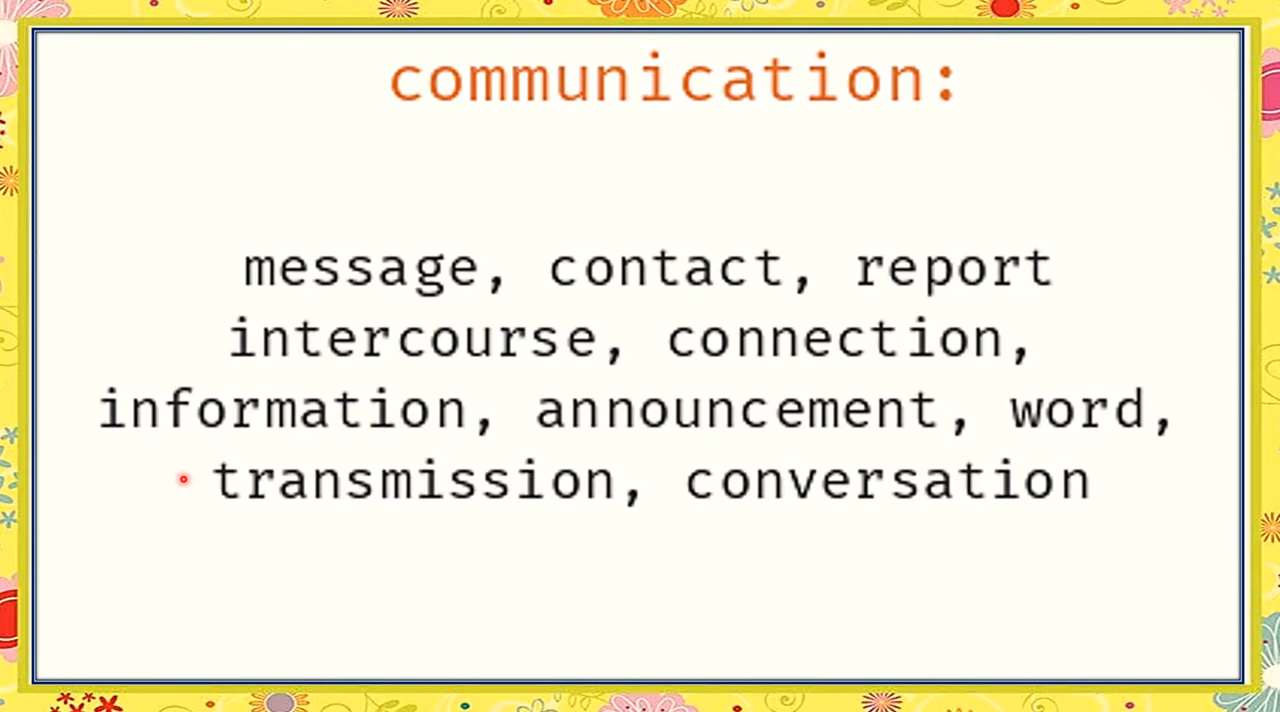 communication:
message, contact, report
intercourse, connection,
information, announcement, word,
transmission, conversation